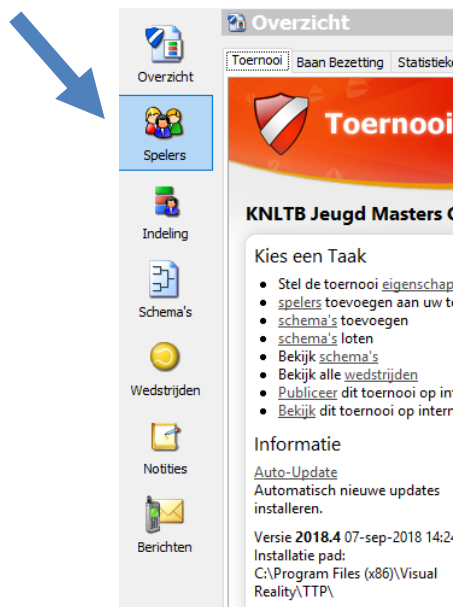 Overzicht
Toernooi Baan Bezetting
Toernooi
Overzicht
Spelers
Indeling
Schema's
Wedstrijden
Notities
Berichten
KNLTB Jeugd Masters
Kies een Taak
Stel de toernooi
spelers toevoegen aan uw
schema's toevoegen
schema's loten
Bekijk schema's
Bekijk alle wedstrijden
Publiceer dit toernooi op
Bekijk dit toernooi op
Informatie
Auto-Update
Automatisch nieuwe updates
installeren.
Versie 2018.4 07-sep-2018 14:24
Installatie pad:
C:\Program Files (x86)\Visual
Reality\TTP\